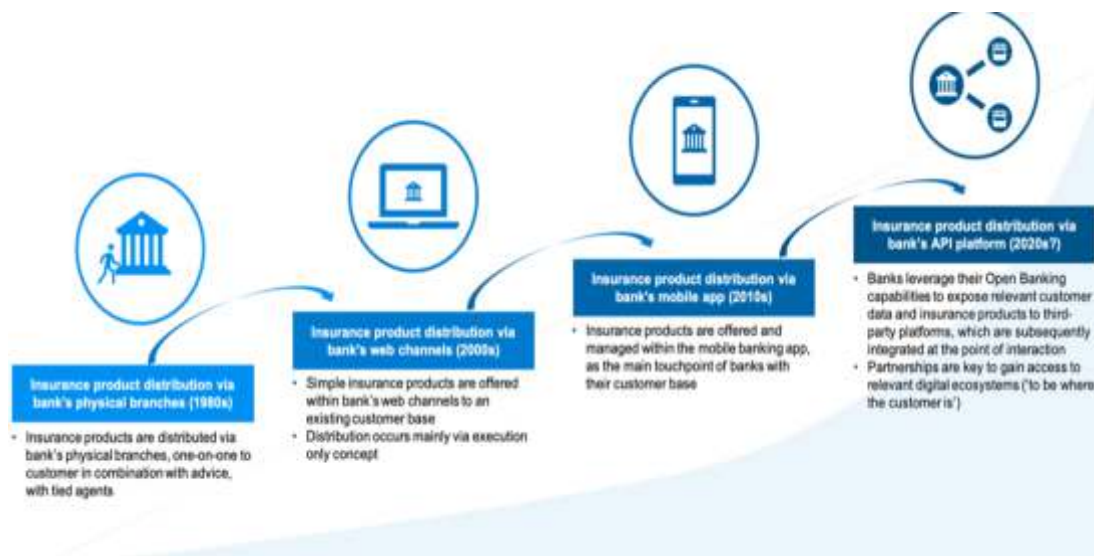 Insurance product distribution via
bank's physical branches (1980s)
• Insurance products are distributed via
bank's physical branches, one-on-one to
customer in combination with advice,
with tied agents
Insurance product distribution via
bank's web channels (2000s)
• Simple insurance products are offered
within bank's web channels to an
existing customer base
• Distribution occurs mainly via execution
only concept
Insurance product distribution via
bank's mobile app (2010s)
• Insurance products are offered and
managed within the mobile banking app,
as the main touchpoint of banks with
their customer base
Insurance product distribution via
bank's API platform (2020s?)
• Banks leverage their Open Banking
capabilities to expose relevant customer
data and insurance products to third-
party platforms, which are subsequently
integrated at the point of interaction
• Partnerships are key to gain access to
relevant digital ecosystems ('to be where
the customer is')